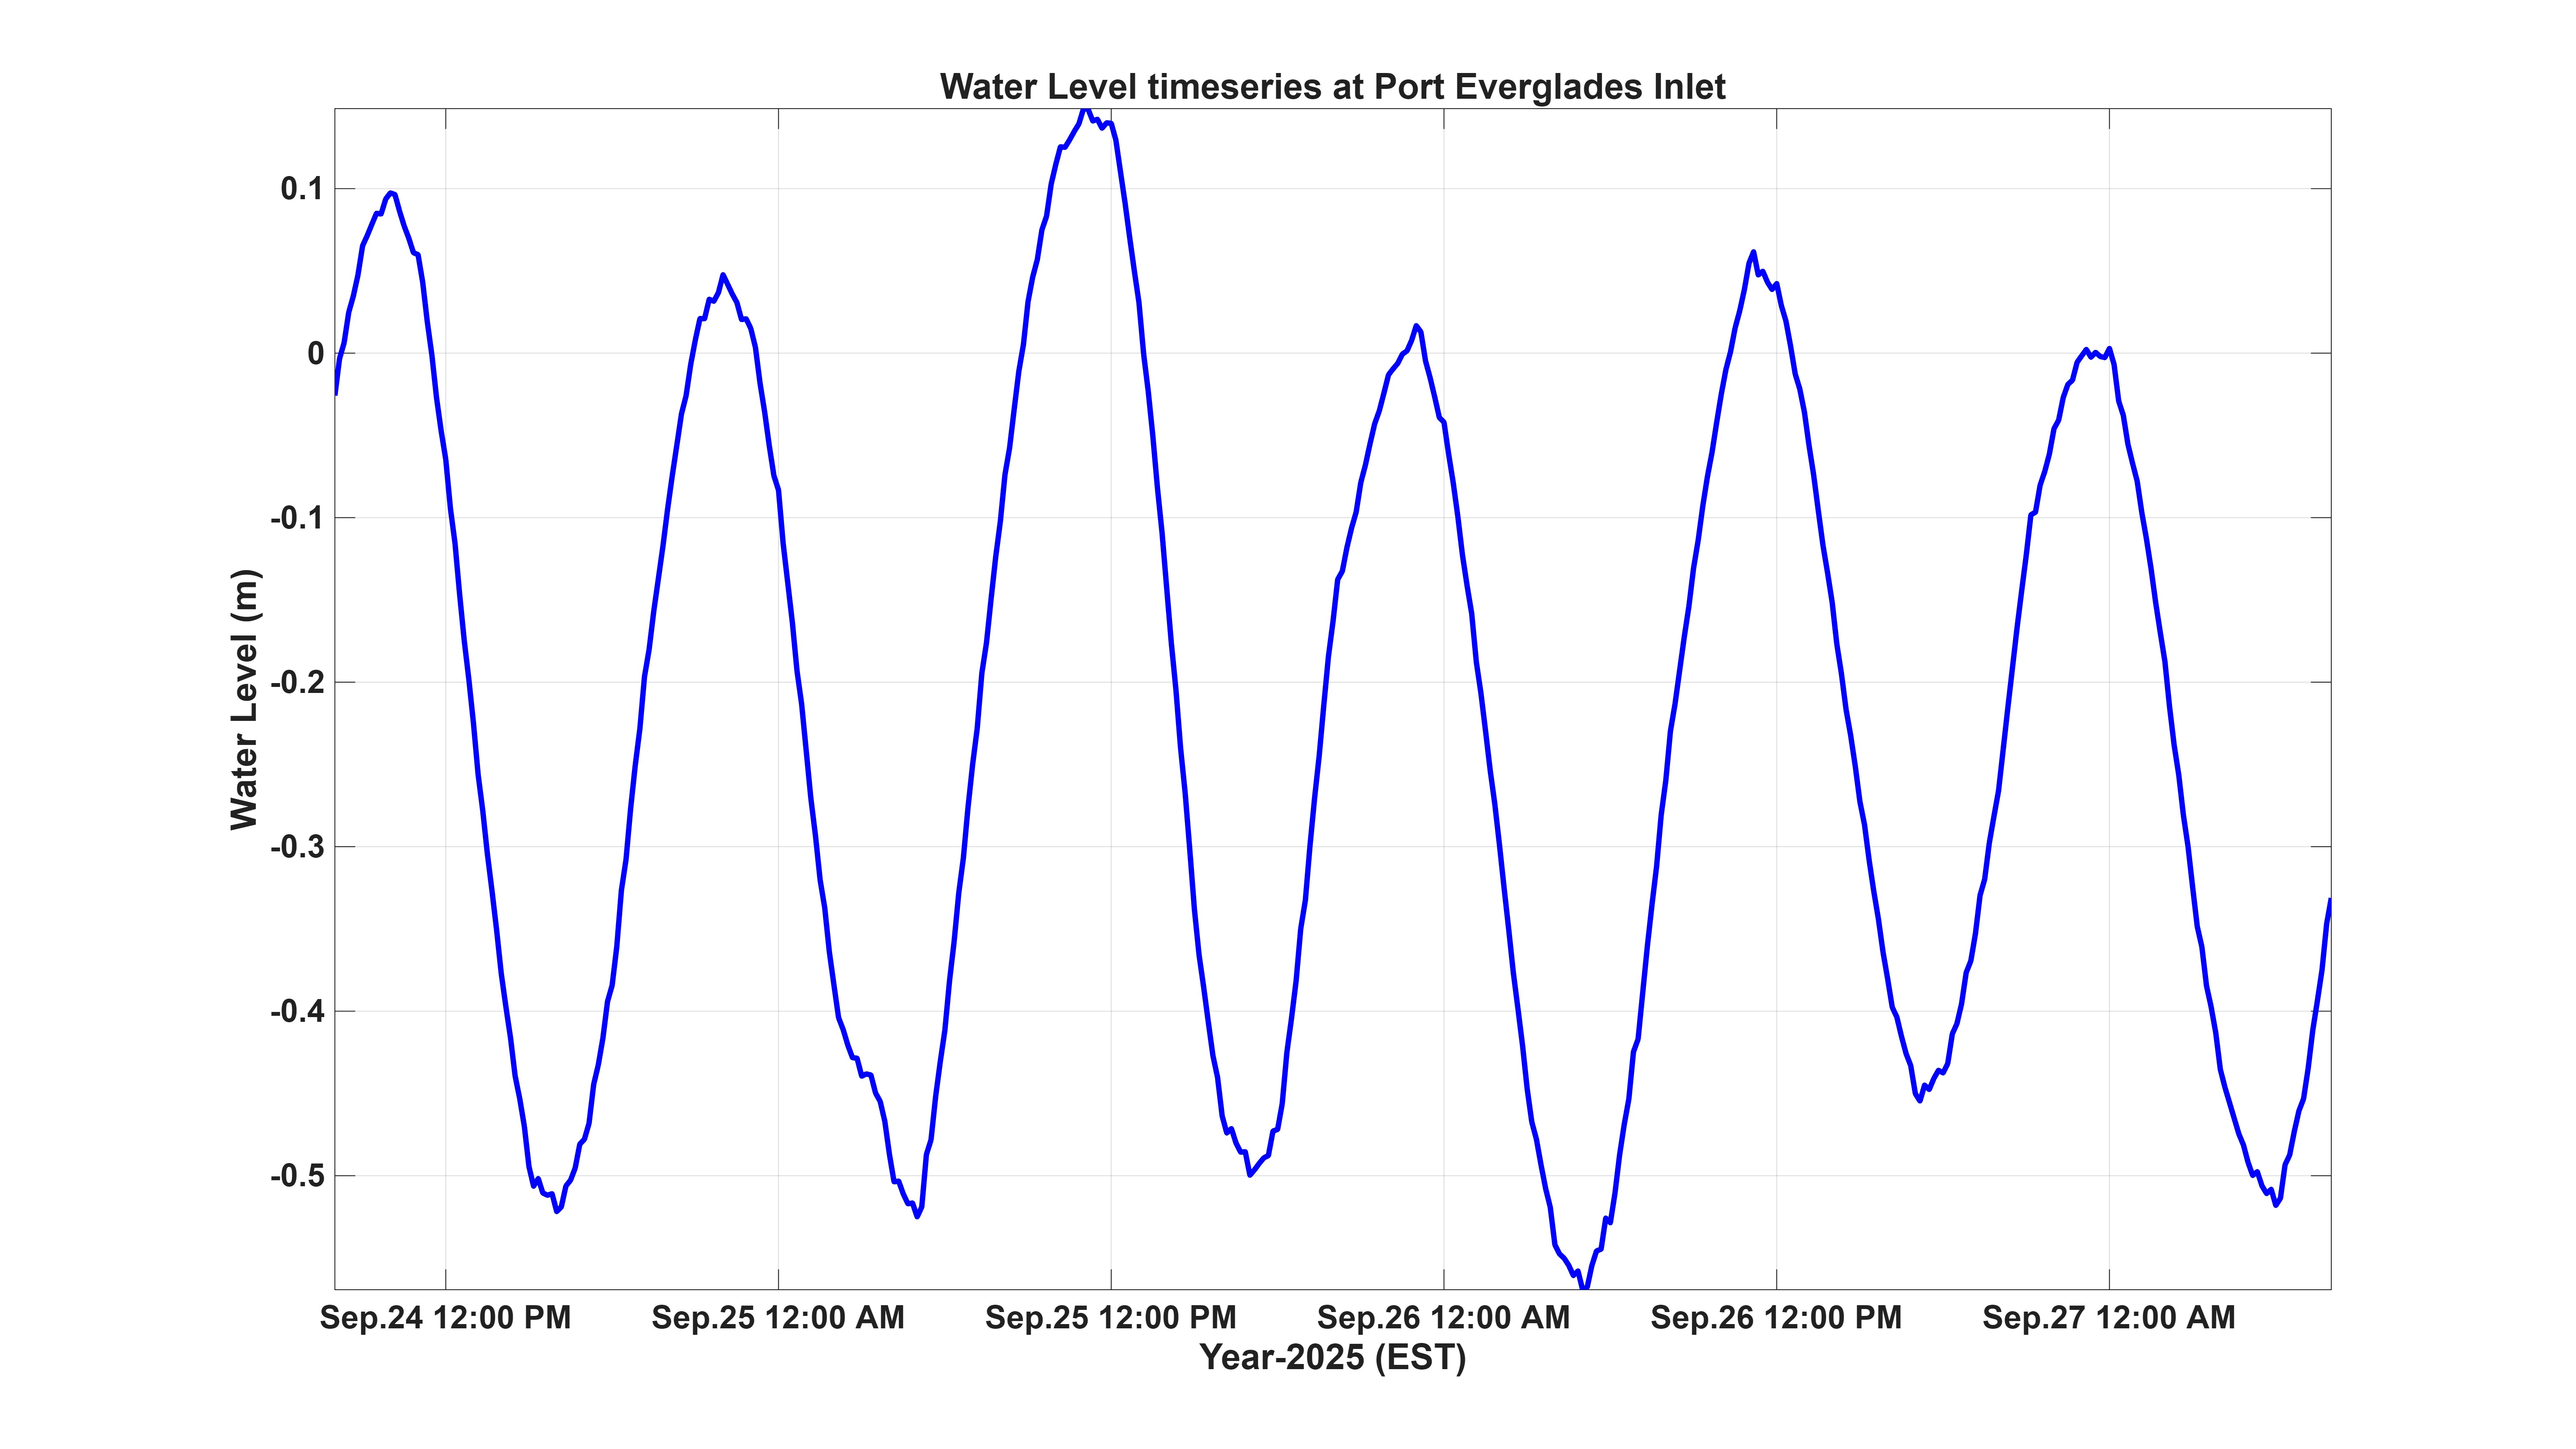 Water Level timeseries at Port Everglades Inlet
0.1
0
-0.1
-0.2
-0.3
-0.4
-0.5
Water Level (m)
Sep.24 12:00 PM Sep.25 12:00 AM Sep.25 12:00 PM Sep.26 12:00 AM Sep.26 12:00 PM Sep.27 12:00 AM
Year-2025 (EST)